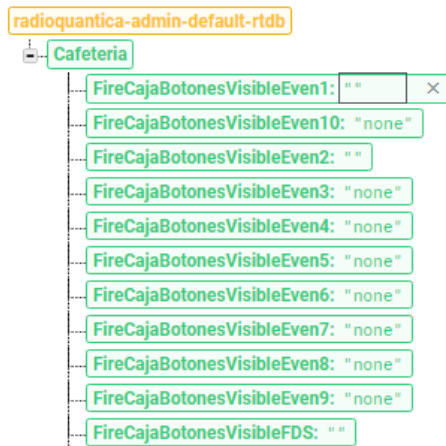 radioquantica-admin-default-rtdb
Cafeteria
FireCajaBotonesVisibleEven1: ""
FireCajaBotonesVisibleEven10: "none"
FireCajaBotonesVisibleEven2: ""
FireCajaBotonesVisibleEven3: "none"
FireCajaBotonesVisibleEven4: "none"
FireCajaBotonesVisibleEven5: "none"
FireCajaBotonesVisibleEven6: "none"
FireCajaBotonesVisibleEven7: "none"
FireCajaBotonesVisibleEven8: "none"
FireCajaBotonesVisibleEven9: "none"
FireCajaBotonesVisibleFDS: ""